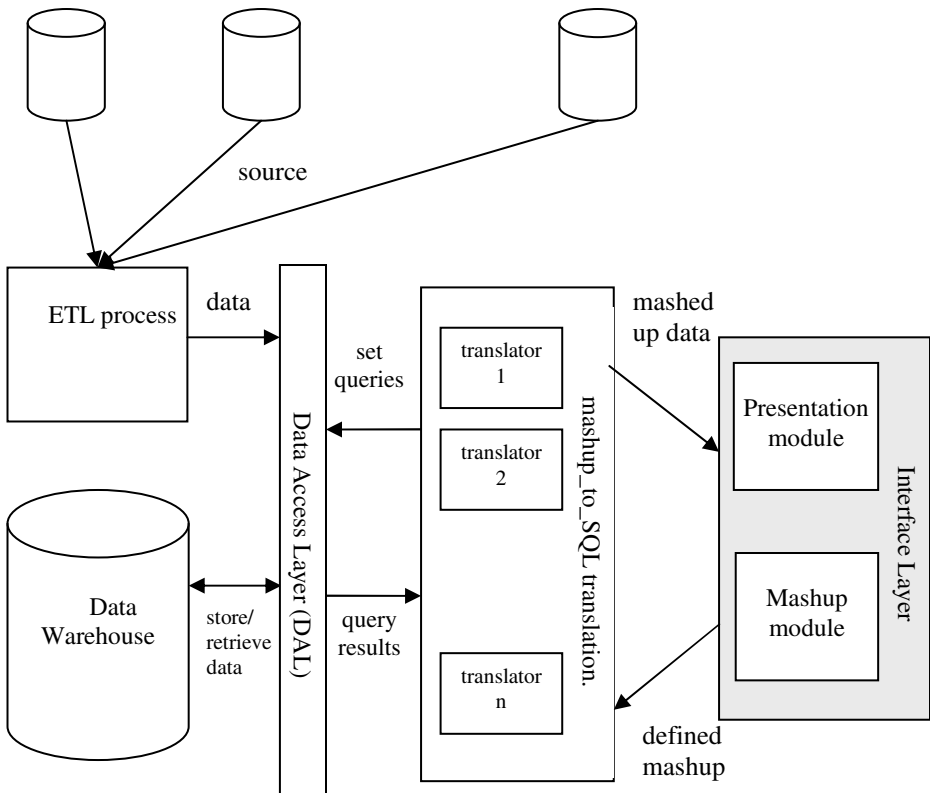 source
ETL process
data
Data Access Layer (DAL)
set
queries
translator
1
translator
2
translator
n
mashup_to_SQL translation.
mashed
up data
Presentation
module
Interface Layer
Mashup
module
Data
Warehouse
store/
retrieve
data
query
results
defined
mashup